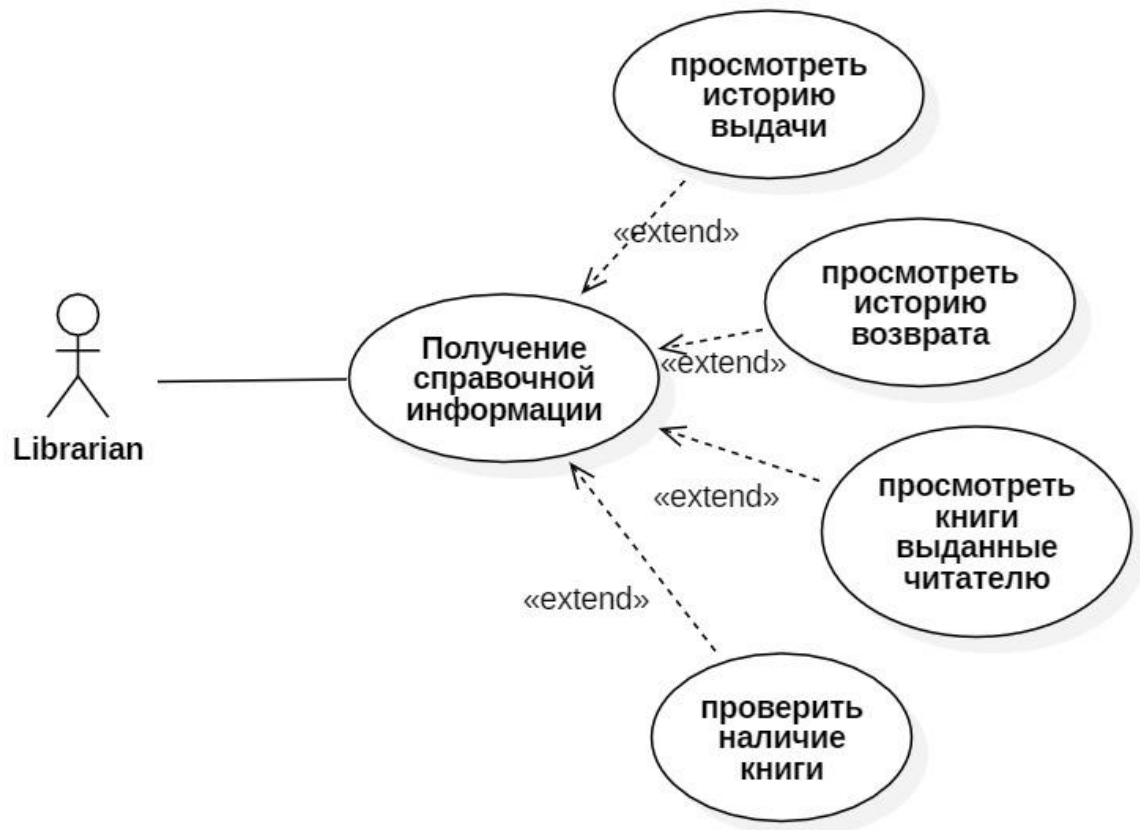 просмотреть
историю
выдачи
«extend»
просмотреть
историю
возврата
«extend»
Получение
справочной
информации
Librarian
просмотреть
книги
выданные
читателю
«extend»
«extend»
проверить
наличие
книги